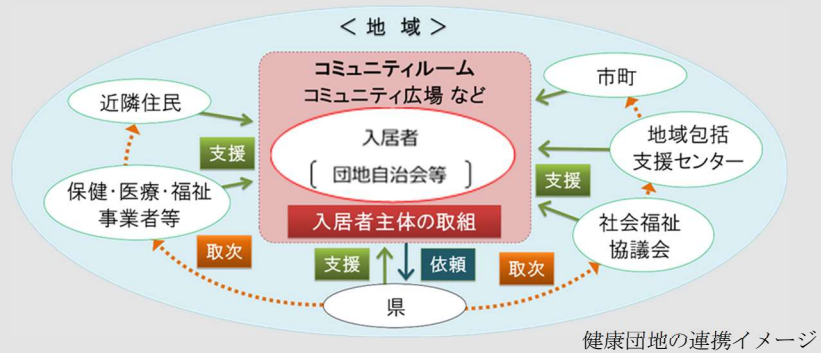 ＜ 地 域 ＞
コミュニティルーム
コミュニティ広場 など
入居者
〔 団地自治会等 〕
入居者主体の取組
近隣住民
支援
保健・医療・福祉
事業者等
取次
市町
地域包括
支援センター
支援
社会福祉
協議会
支援
依頼
取次
県
健康団地の連携イメージ